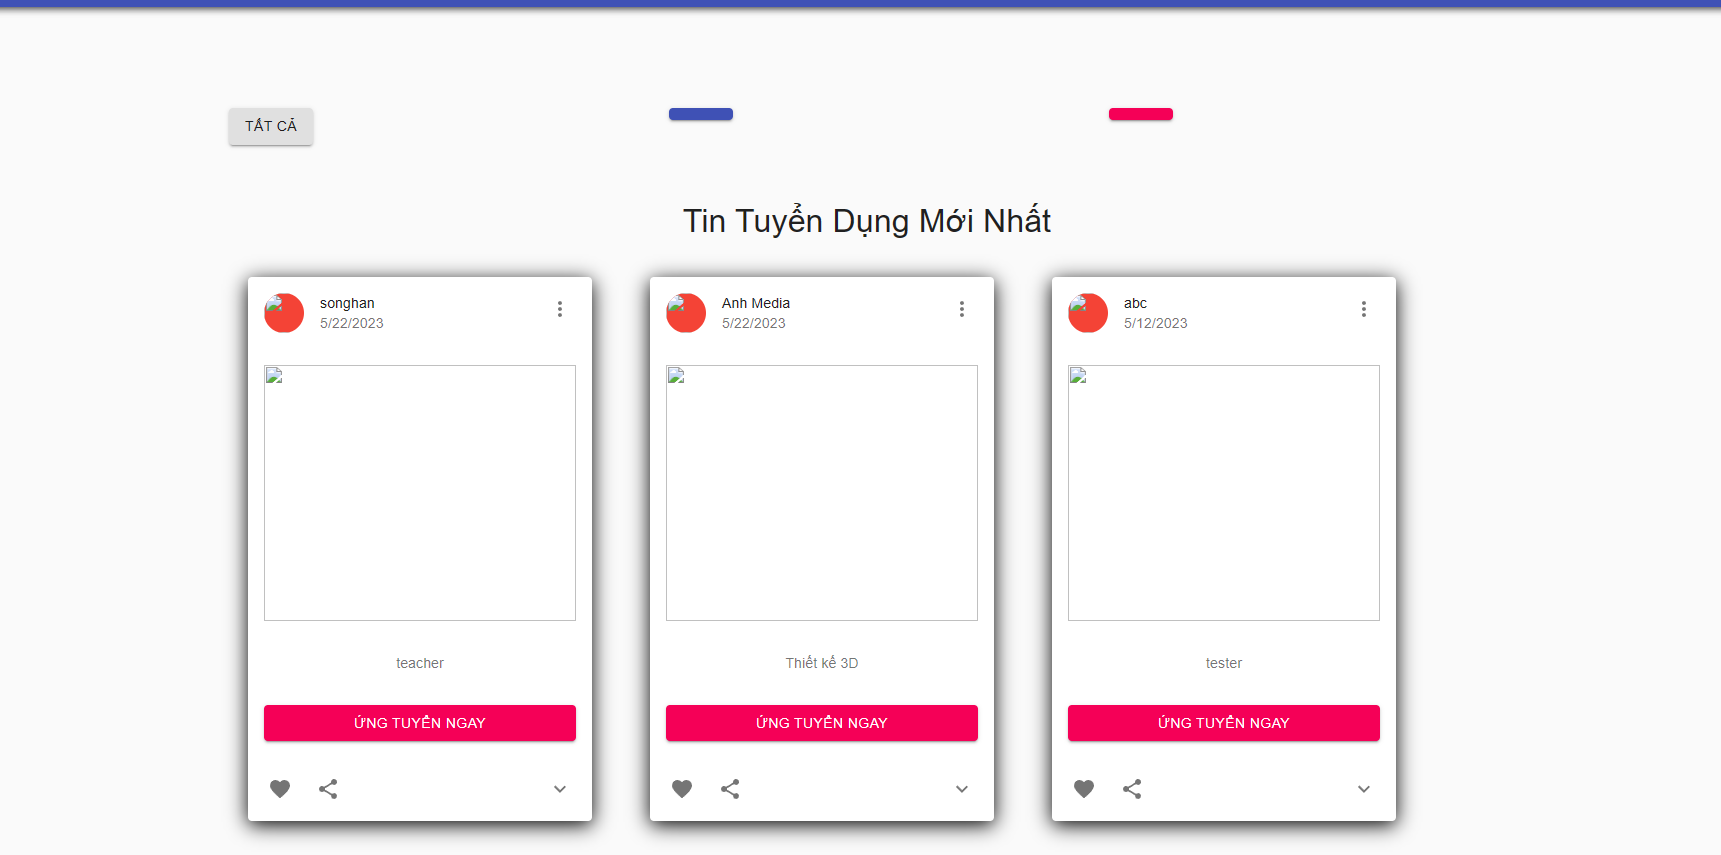 TẤT CẢ
Tin Tuyển Dụng Mới Nhất
songhan
5/22/2023
teacher
ỨNG TUYỂN NGAY
Anh Media
5/22/2023
Thiết kế 3D
ỨNG TUYỂN NGAY
abc
5/12/2023
tester
ỨNG TUYỂN NGAY